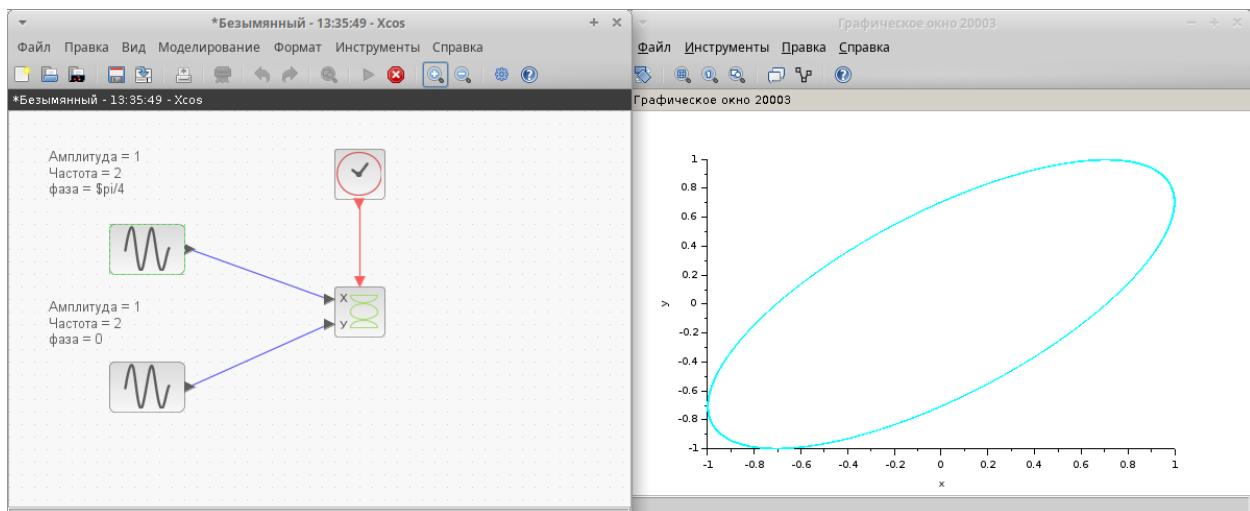 *Безымянный - 13:35:49 - Xcos
Файл Правка Вид Моделирование Формат Инструменты Справка
*Безымянный - 13:35:49 - Xcos
Амплитуда = 1
Частота = 2
фаза = $pi/4
Амплитуда = 1
Частота = 2
фаза = 0
X
У
Графическое окно 20003
Файл Инструменты Правка Справка
Графическое окно 20003
1
0.8
0.6
0.4
0.2
0
-0.2
-0.4
-0.6
-0.8
-1
y
-1 -0.8 -0.6 -0.4 -0.2 0 0.2 0.4 0.6 0.8 1
x